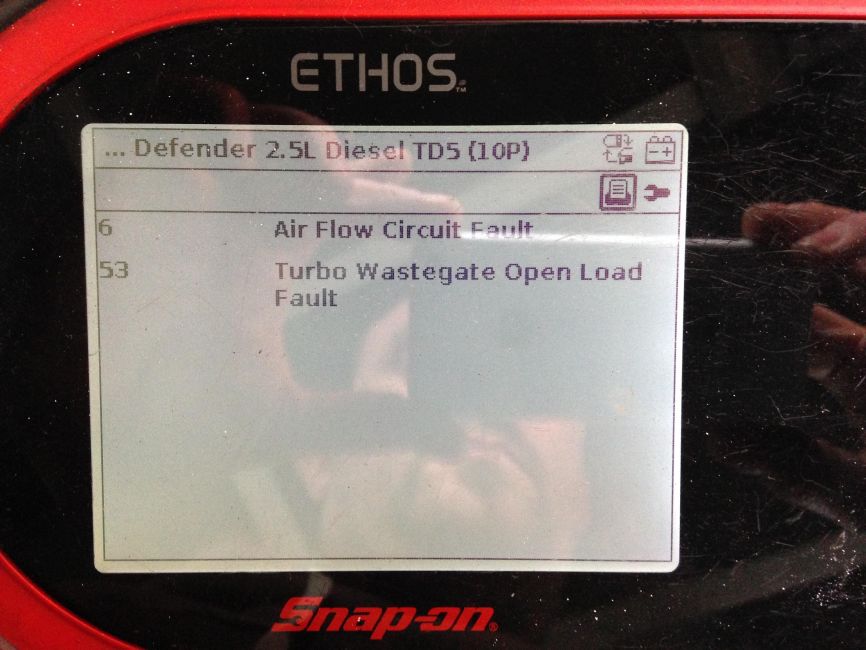 ETHOS™
... Defender 2.5L Diesel TD5 (10P)
6 Air Flow Circuit Fault
53 Turbo Wastegate Open Load
Fault
Snap-on®